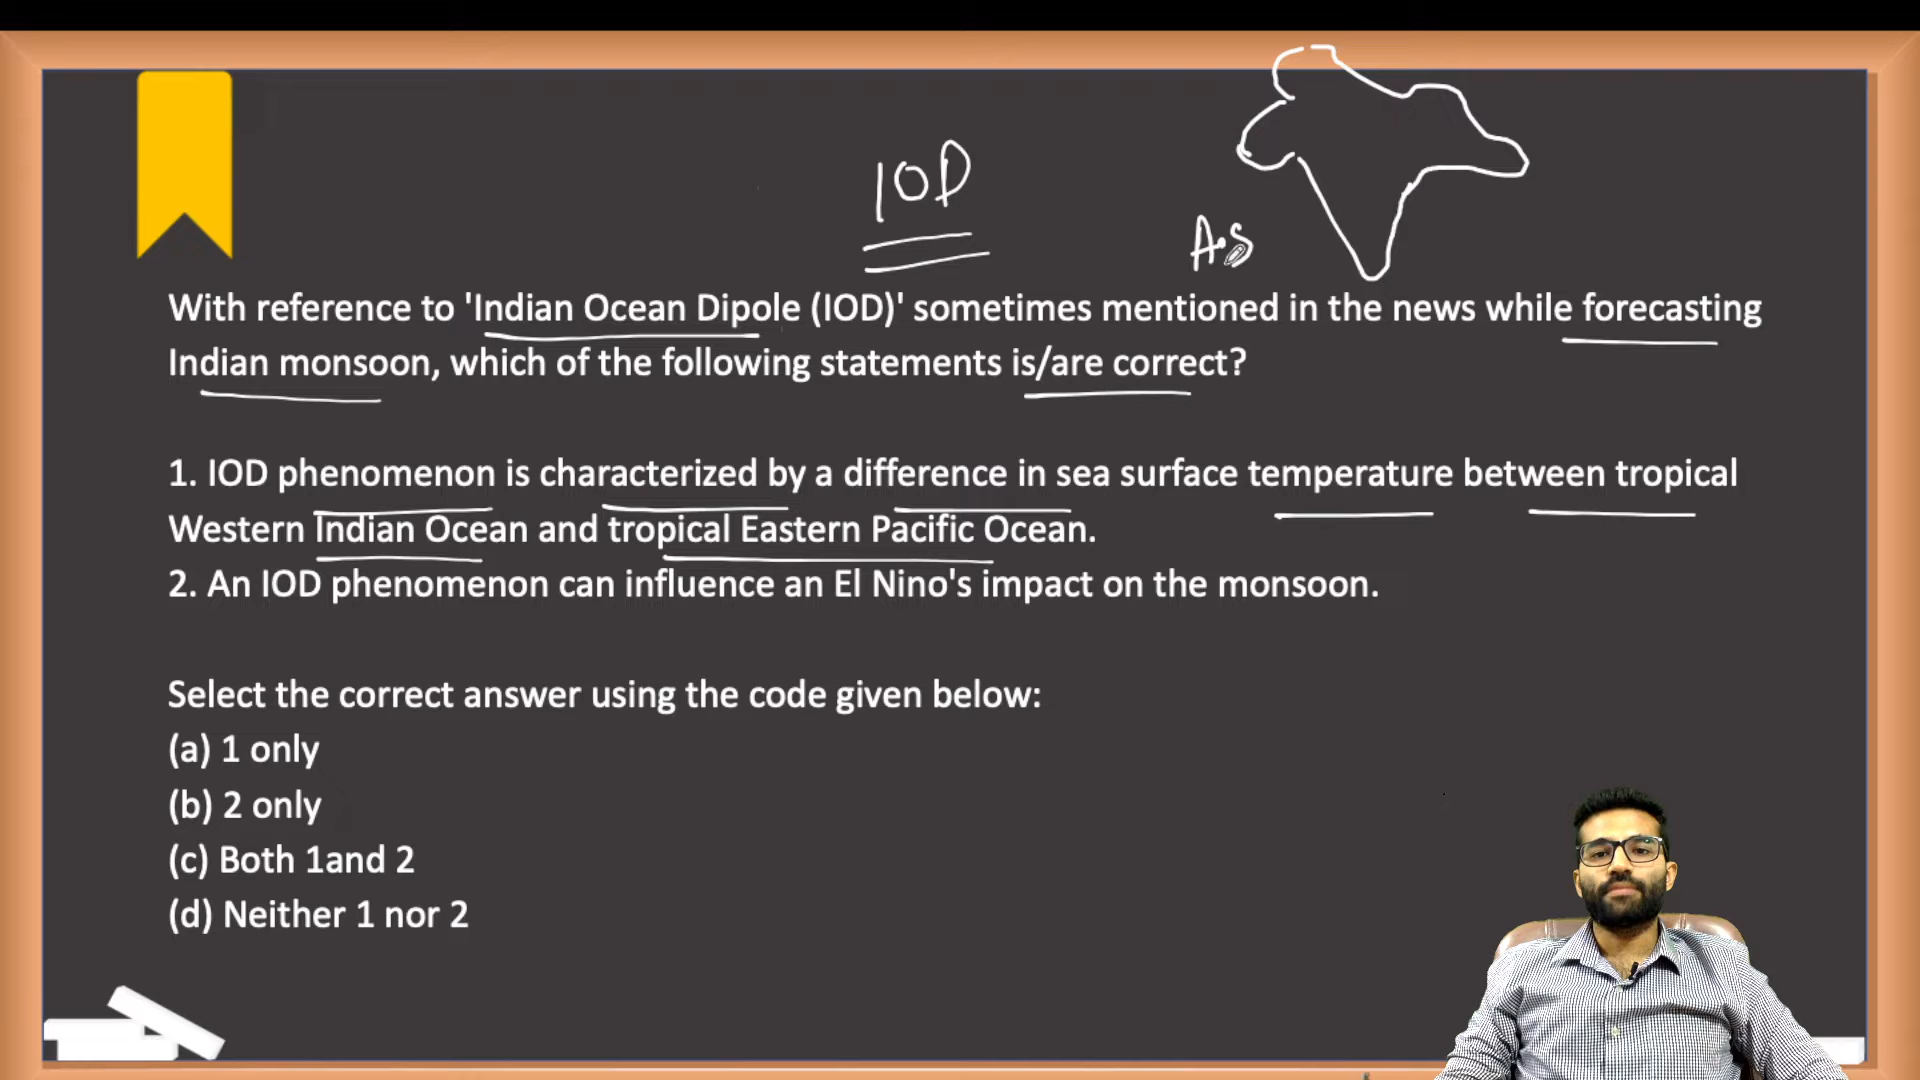 IOD
A.S
With reference to 'Indian Ocean Dipole (IOD)' sometimes mentioned in the news while forecasting
Indian monsoon, which of the following statements is/are correct?
1. IOD phenomenon is characterized by a difference in sea surface temperature between tropical
Western Indian Ocean and tropical Eastern Pacific Ocean.
2. An IOD phenomenon can influence an El Nino's impact on the monsoon.
Select the correct answer using the code given below:
(a) 1 only
(b) 2 only
(c) Both 1and 2
(d) Neither 1 nor 2